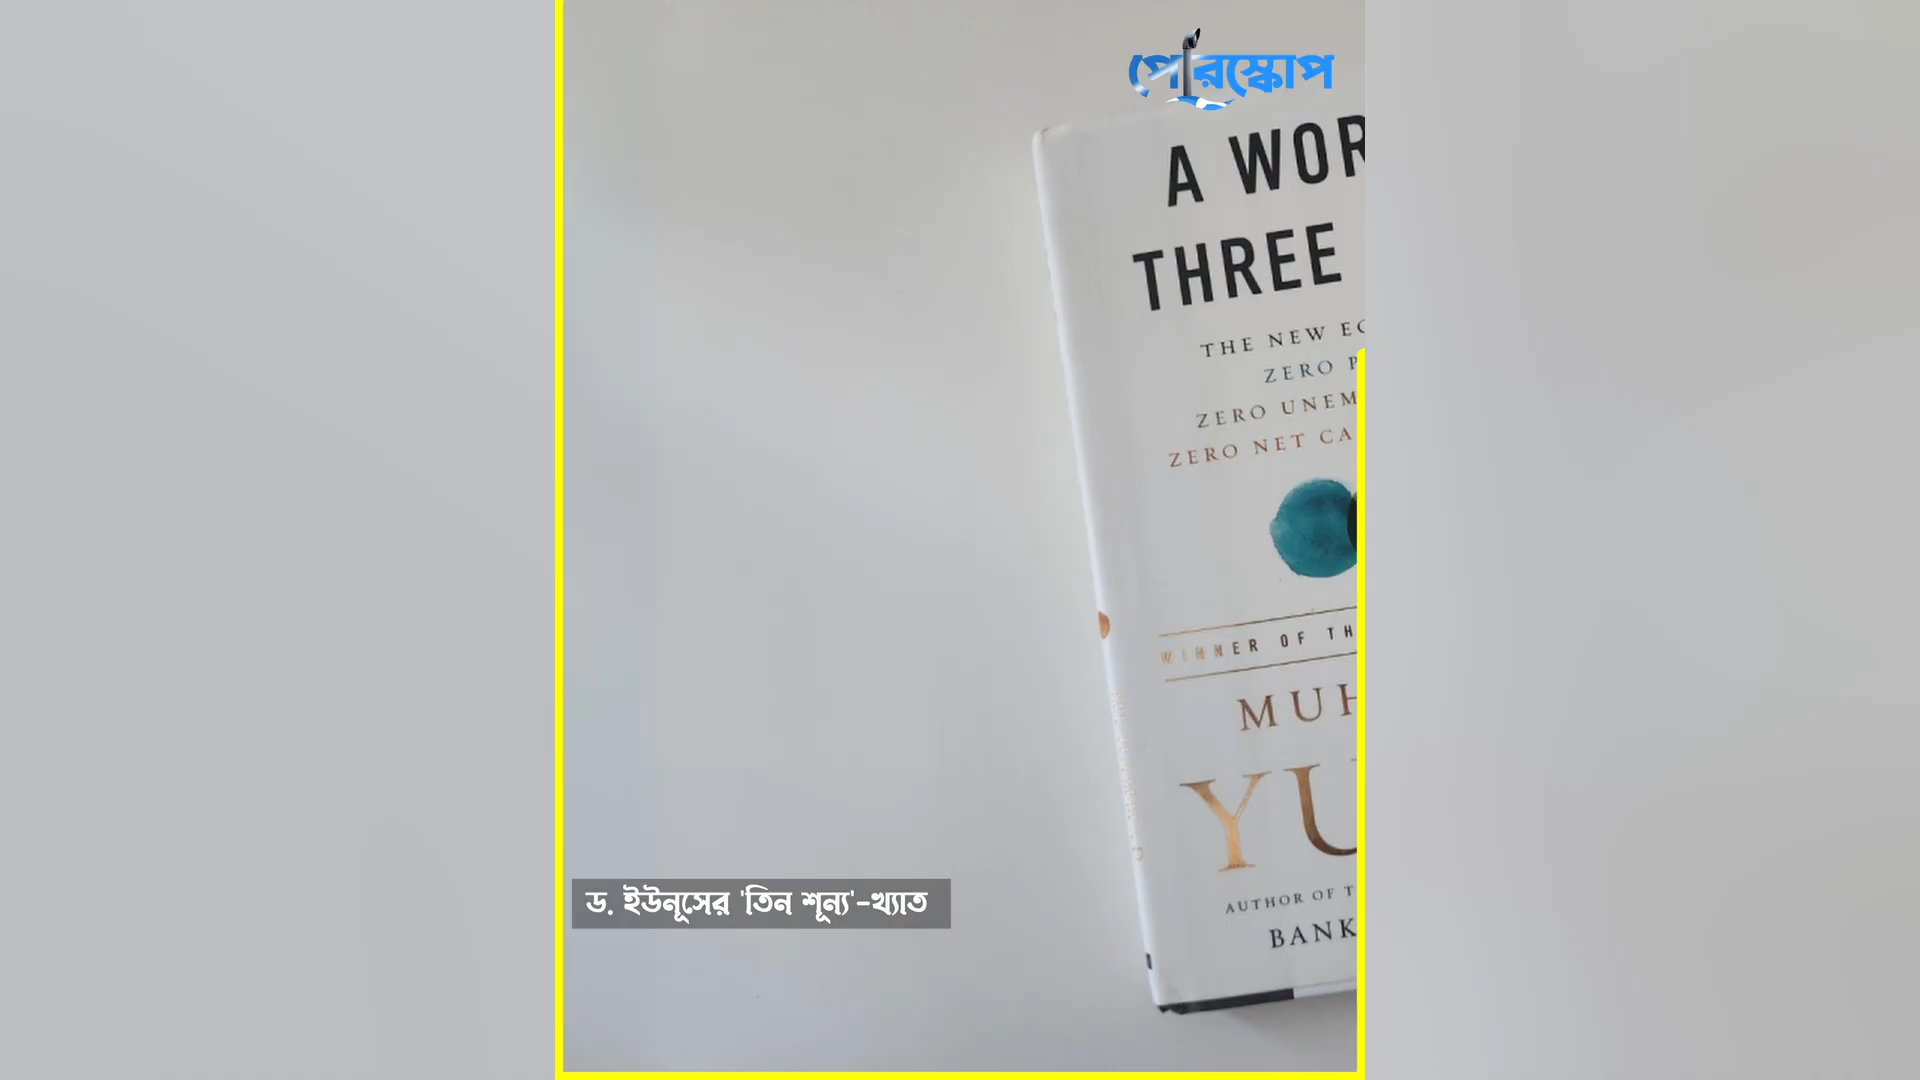 পেরিস্কোপ
A WOR
THREE
THE NEW EC
ZERO P
ZERO UNEM
ZERO NET CA
WINNER OF TH
MUH
YU
AUTHOR OF T
BANK
ড. ইউনূসের 'তিন শূন্য'-খ্যাত